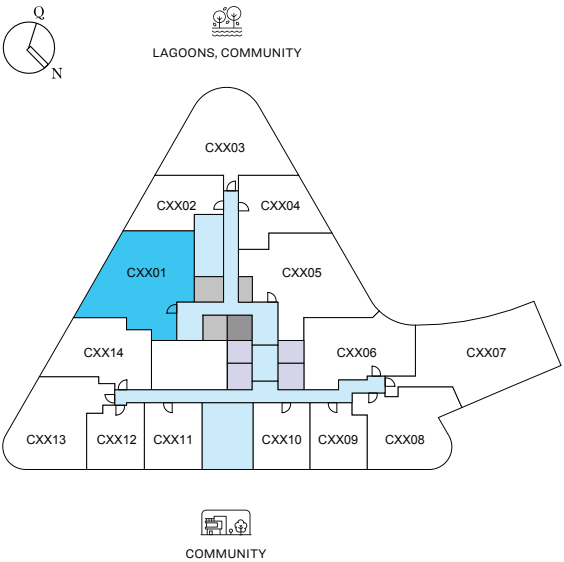 Q
N
LAGOONS, COMMUNITY
CXX03
CXX02
CXX04
CXX01
CXX05
CXX14
CXX06
CXX07
CXX13
CXX12
CXX11
CXX10
CXX09
CXX08
COMMUNITY